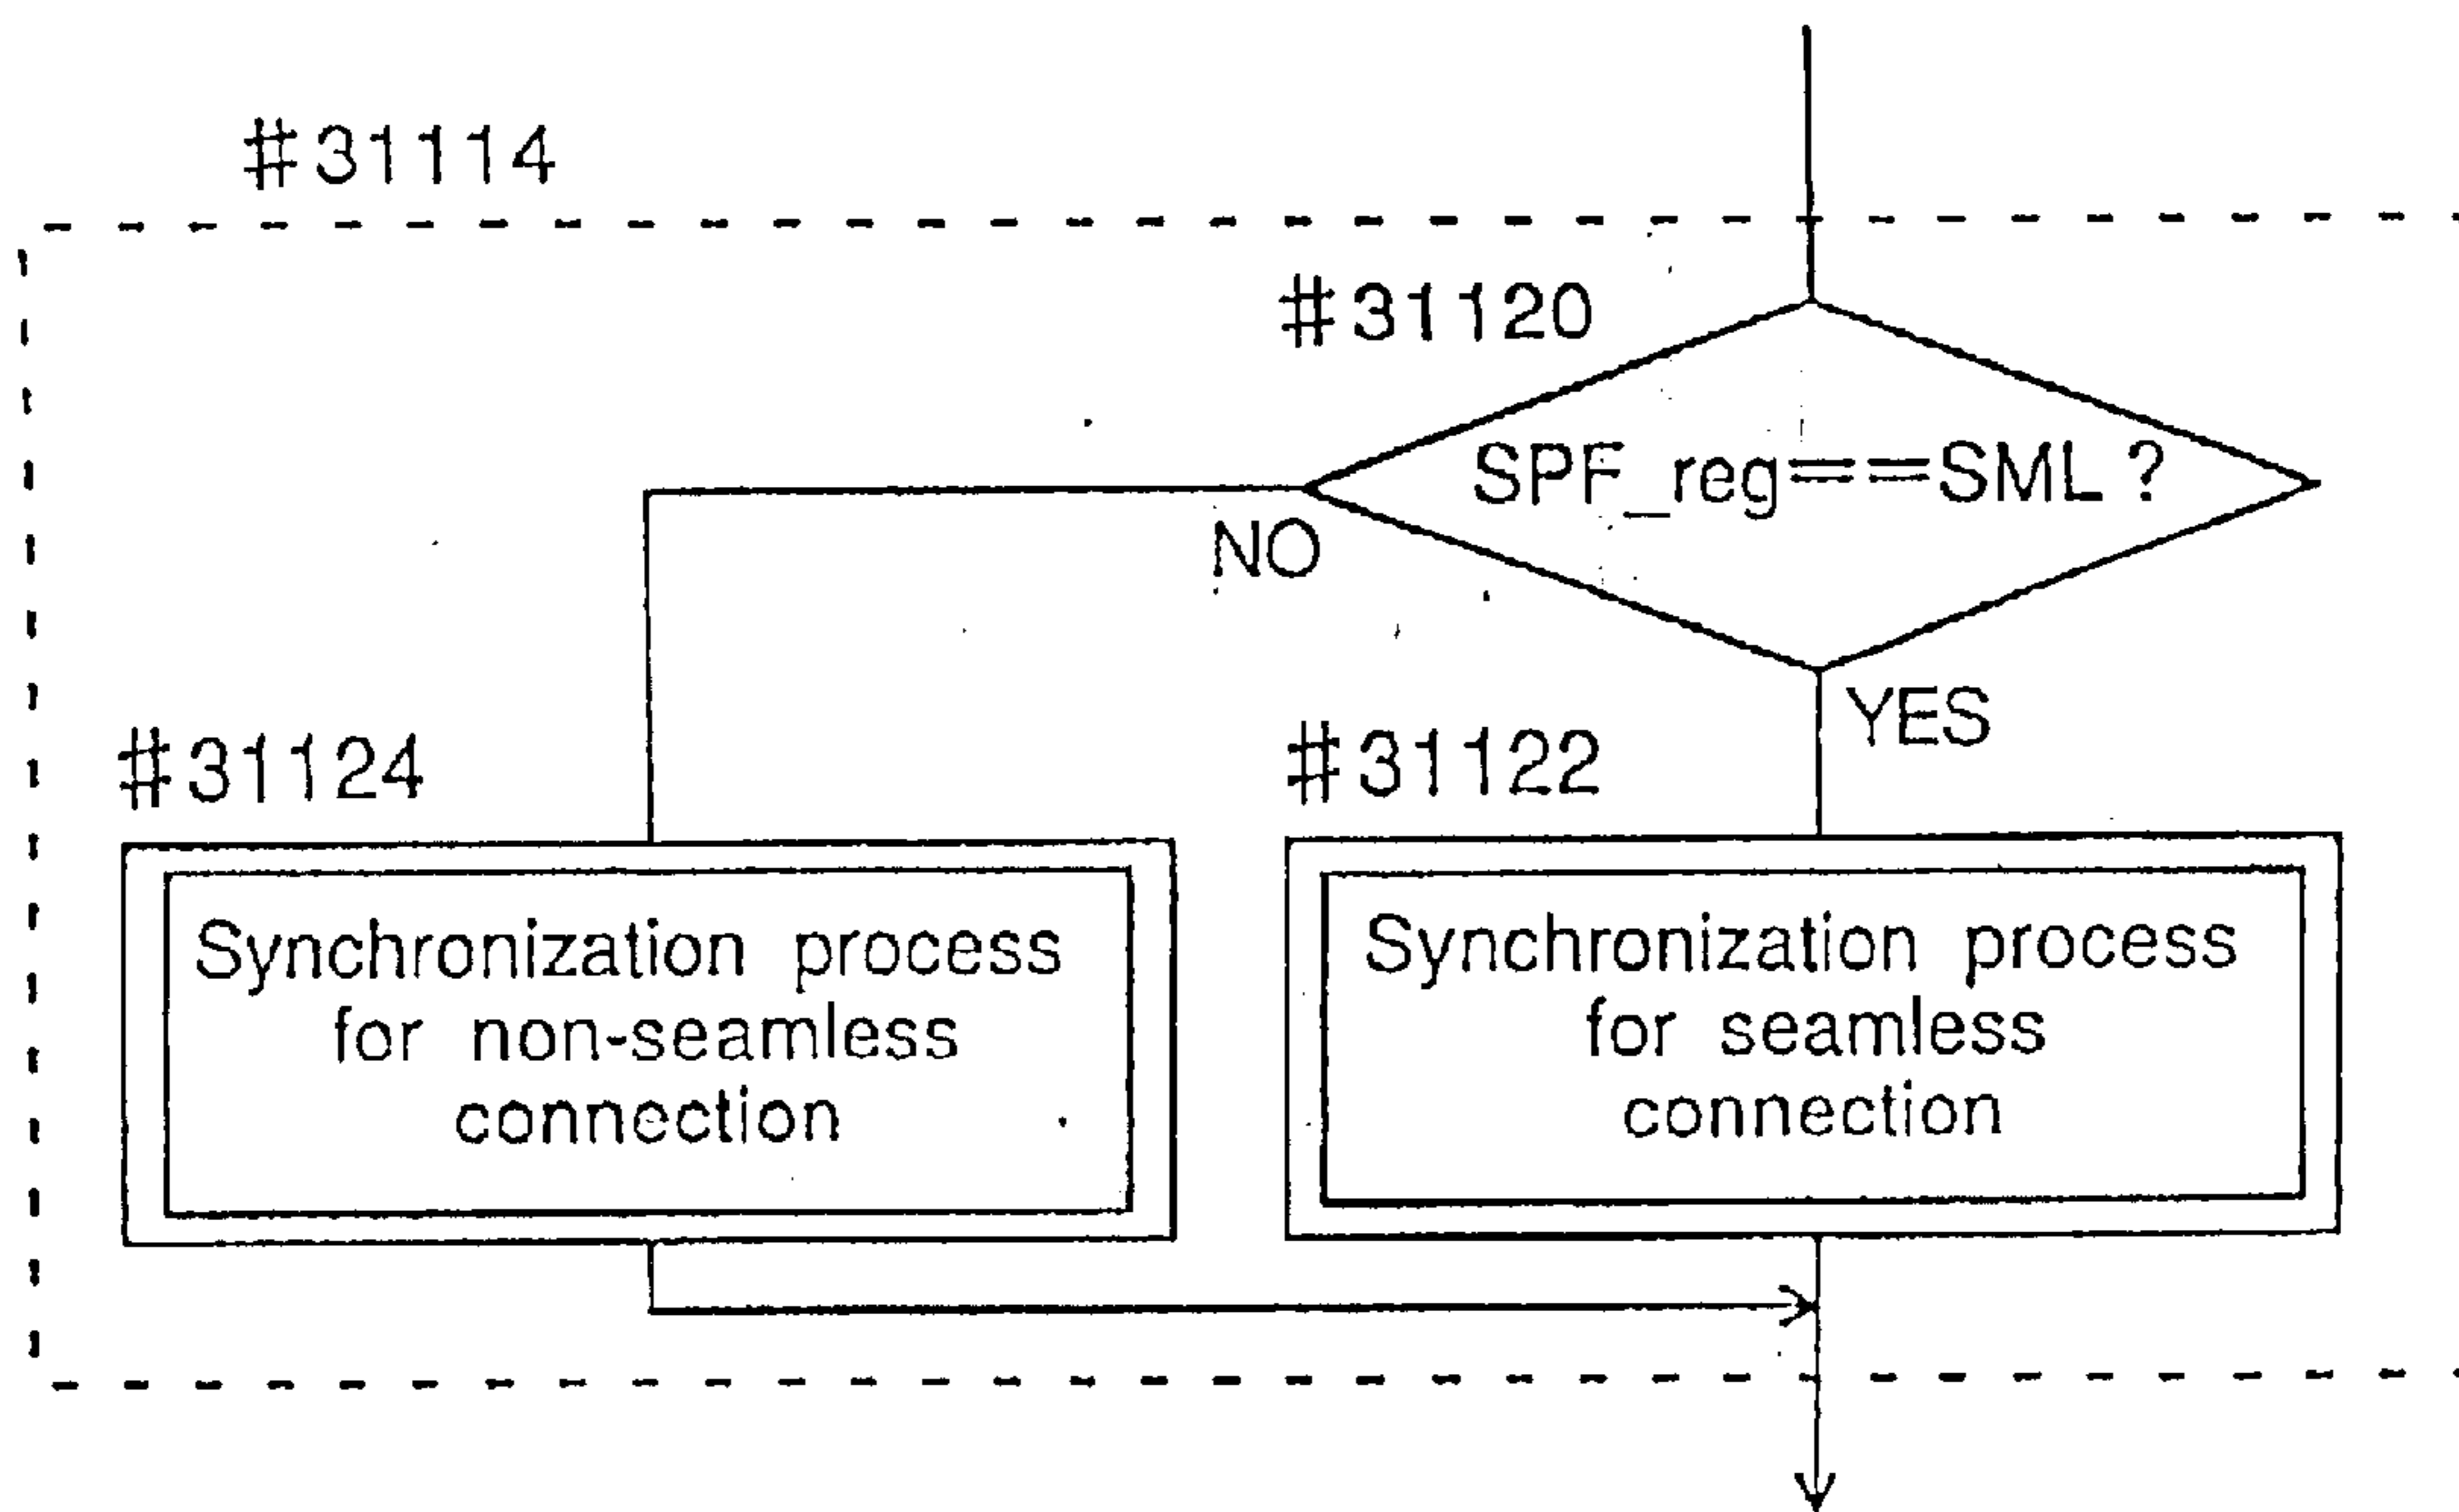 #31114
#31120
SPF_reg==SML ?
NO
YES
#31124
#31122
Synchronization process
for non-seamless
connection
Synchronization process
for seamless
connection